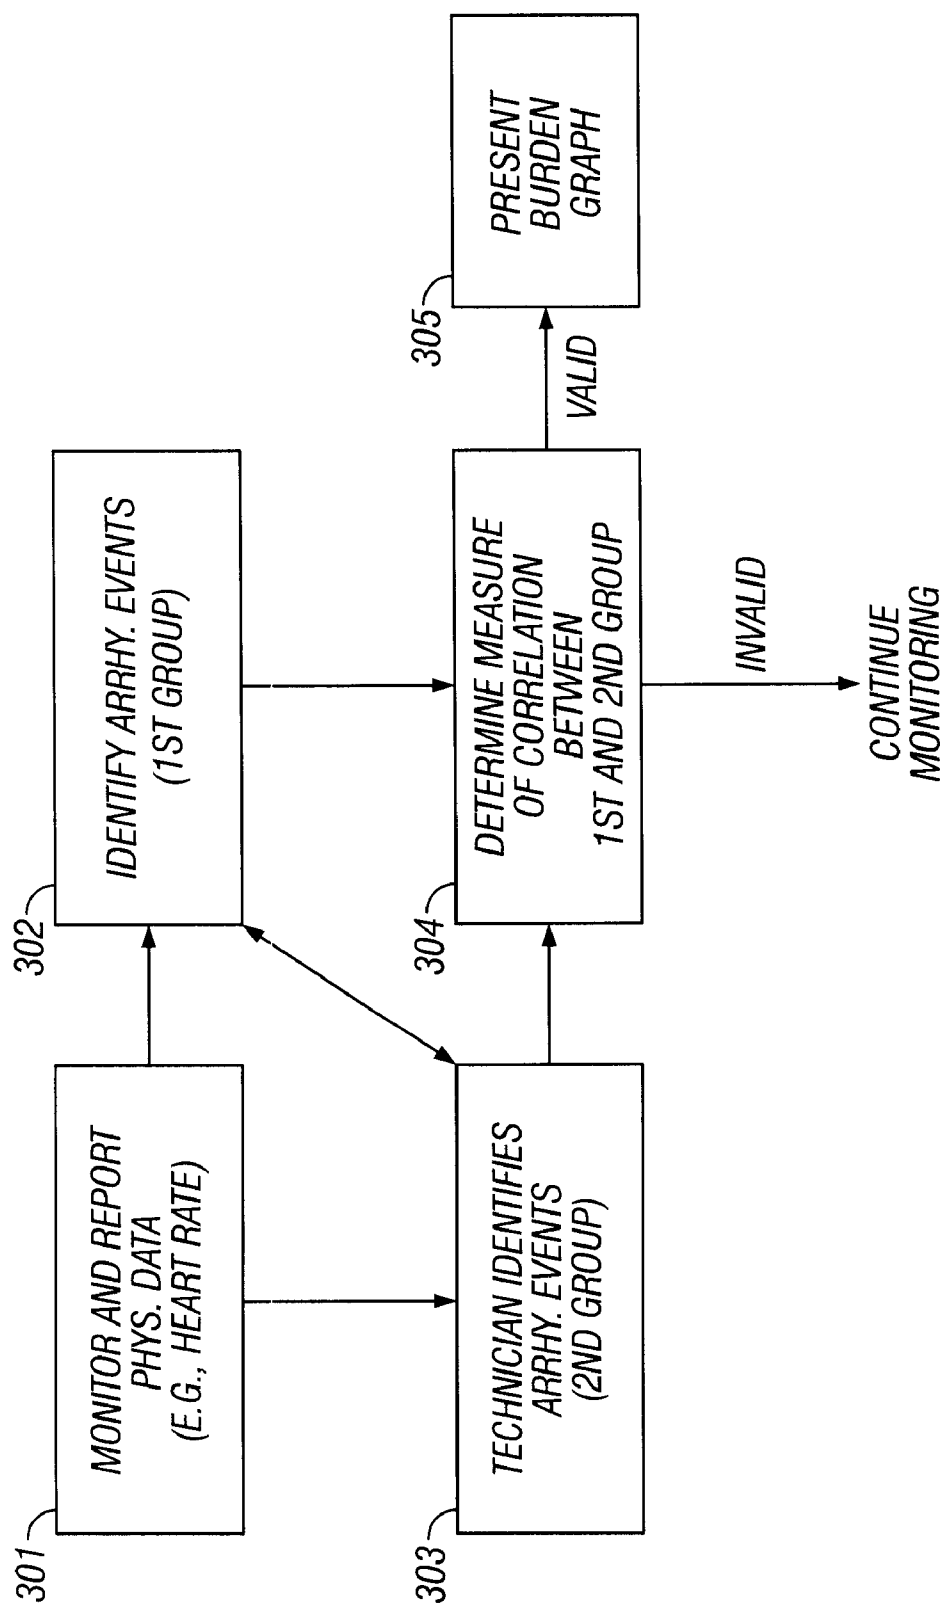 301
MONITOR AND REPORT
PHYS. DATA
(E.G., HEART RATE)
302
IDENTIFY ARRHY. EVENTS
(1ST GROUP)
303
TECHNICIAN IDENTIFIES
ARRHY. EVENTS
(2ND GROUP)
304
DETERMINE MEASURE
OF CORRELATION
BETWEEN
1ST AND 2ND GROUP
VALID
305
PRESENT
BURDEN
GRAPH
INVALID
CONTINUE
MONITORING